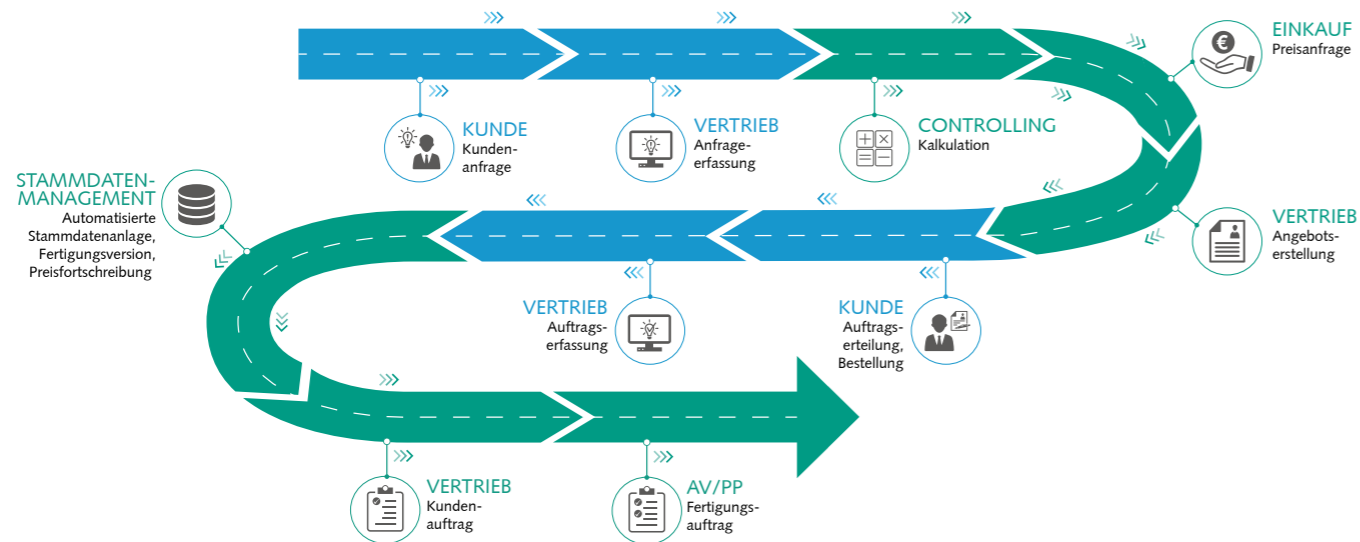 KUNDE
Kunden-
anfrage
VERTRIEB
Anfrage-
erfassung
CONTROLLING
Kalkulation
EINKAUF
Preisanfrage
VERTRIEB
Angebots-
erstellung
KUNDE
Auftrags-
erteilung,
Bestellung
VERTRIEB
Auftrags-
erfassung
STAMMDATEN-
MANAGEMENT
Automatisierte
Stammdatenanlage,
Fertigungsversion,
Preisfortschreibung
VERTRIEB
Kunden-
auftrag
AV/PP
Fertigungs-
auftrag